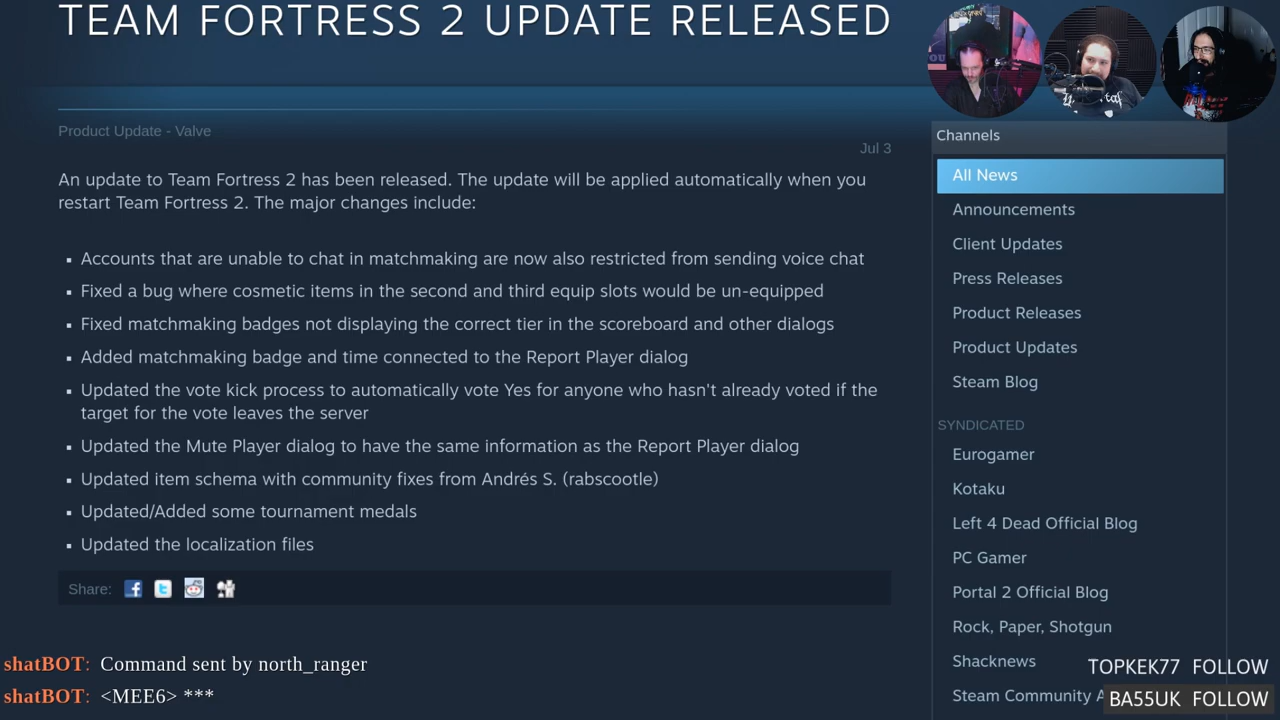 TEAM FORTRESS 2 UPDATE RELEASED
Product Update - Valve
Jul 3
An update to Team Fortress 2 has been released. The update will be applied automatically when you
restart Team Fortress 2. The major changes include:
▪ Accounts that are unable to chat in matchmaking are now also restricted from sending voice chat
▪ Fixed a bug where cosmetic items in the second and third equip slots would be un-equipped
▪ Fixed matchmaking badges not displaying the correct tier in the scoreboard and other dialogs
▪ Added matchmaking badge and time connected to the Report Player dialog
▪ Updated the vote kick process to automatically vote Yes for anyone who hasn't already voted if the
target for the vote leaves the server
▪ Updated the Mute Player dialog to have the same information as the Report Player dialog
▪ Updated item schema with community fixes from Andrés S. (rabscootle)
▪ Updated/Added some tournament medals
▪ Updated the localization files
Share:
Channels
All News
Announcements
Client Updates
Press Releases
Product Releases
Product Updates
Steam Blog
SYNDICATED
Eurogamer
Kotaku
Left 4 Dead Official Blog
PC Gamer
Portal 2 Official Blog
Rock, Paper, Shotgun
Shacknews
Steam Community A
TOPKEK77 FOLLOW
BA55UK FOLLOW
shatBOT: Command sent by north_ranger
shatBOT: <MEE6> ***